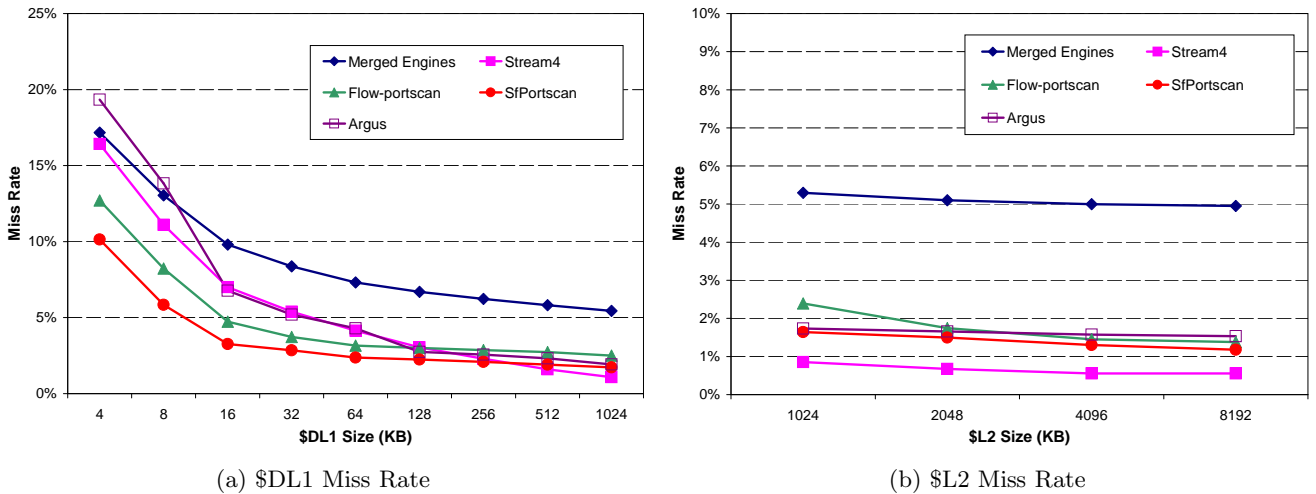 25%
20%
15%
10%
5%
0%
Miss Rate
Merged Engines
Stream4
Flow-portscan
SfPortscan
Argus
4 8 16 32 64 128 256 512 1024
$DL1 Size (KB)
(a) $DL1 Miss Rate
10%
9%
8%
7%
6%
5%
4%
3%
2%
1%
0%
Miss Rate
Merged Engines
Stream4
Flow-portscan
SfPortscan
Argus
1024 2048 4096 8192
$L2 Size (KB)
(b) $L2 Miss Rate